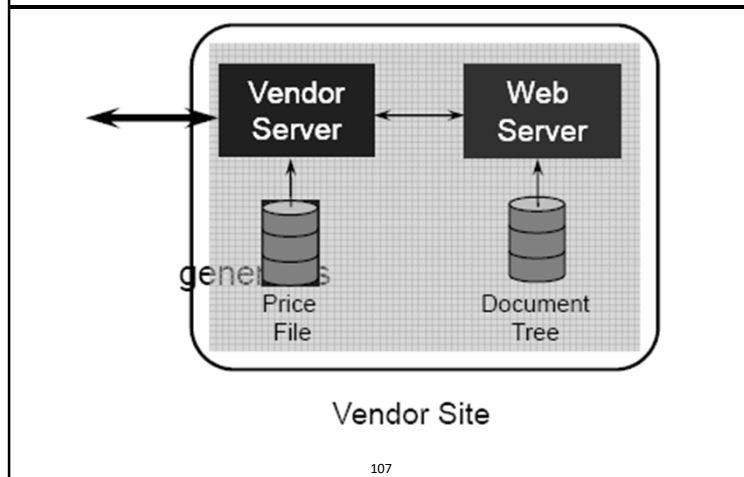 Vendor
Server
Web
Server
Price
File
Document
Tree
Vendor Site
107